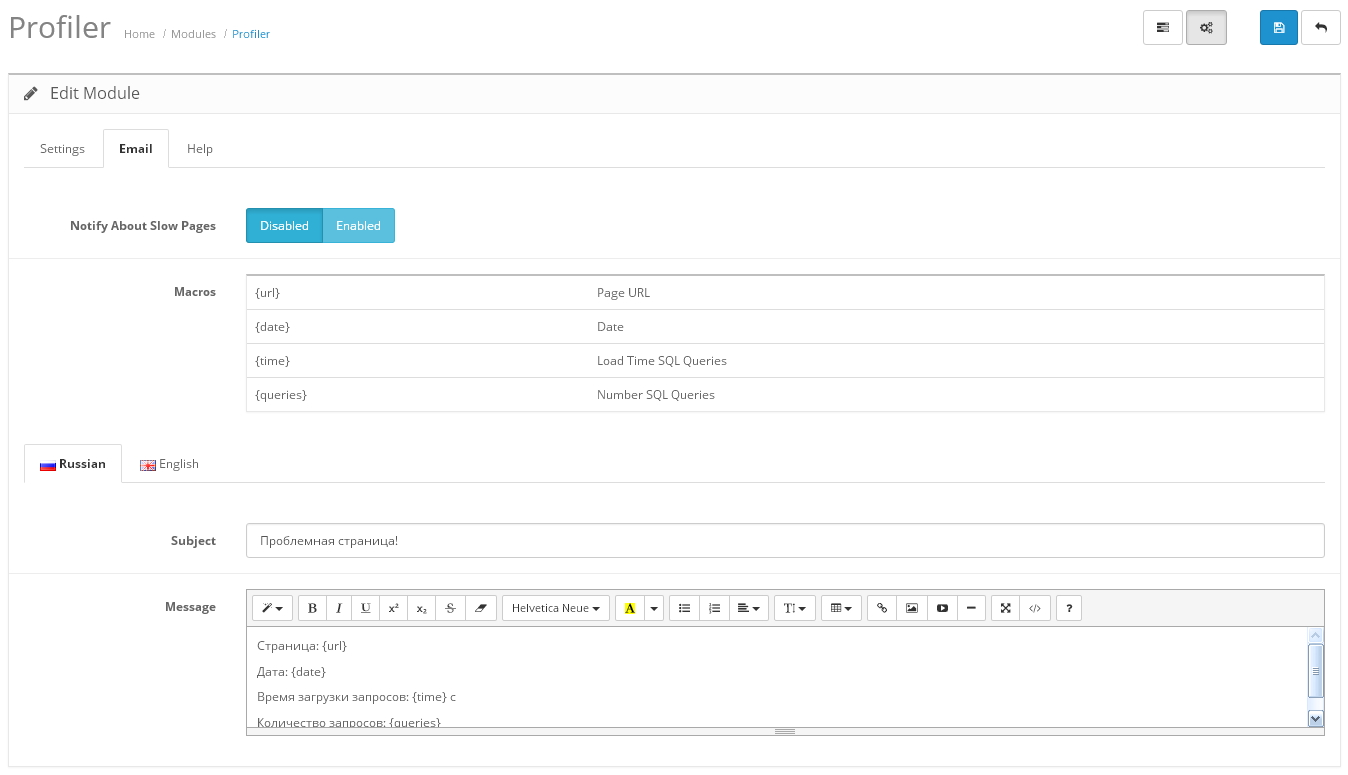 Profiler Home / Modules / Profiler
Edit Module
Settings Email Help
Notify About Slow Pages Disabled Enabled
Macros {url} Page URL
{date} Date
{time} Load Time SQL Queries
{queries} Number SQL Queries
Russian English
Subject Проблемная страница!
Message B I U x² x₂ S Helvetica Neue A TI </> ?
Страница: {url}
Дата: {date}
Время загрузки запросов: {time} с
Количество запросов: {queries}